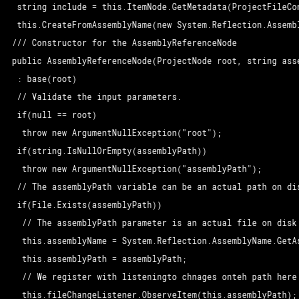 string include = this.ItemNode.GetMetadata(ProjectFileCon
this.CreateFromAssemblyName(new System.Reflection.Assembl
/// Constructor for the AssemblyReferenceNode
public AssemblyReferenceNode(ProjectNode root, string asse
: base(root)
// Validate the input parameters.
if(null == root)
throw new ArgumentNullException("root");
if(string.IsNullOrEmpty(assemblyPath))
throw new ArgumentNullException("assemblyPath");
// The assemblyPath variable can be an actual path on dis
if(File.Exists(assemblyPath))
// The assemblyPath parameter is an actual file on disk
this.assemblyName = System.Reflection.AssemblyName.GetAs
this.assemblyPath = assemblyPath;
// We register with listeningto chnages onteh path here
this.fileChangeListener.ObserveItem(this.assemblyPath);